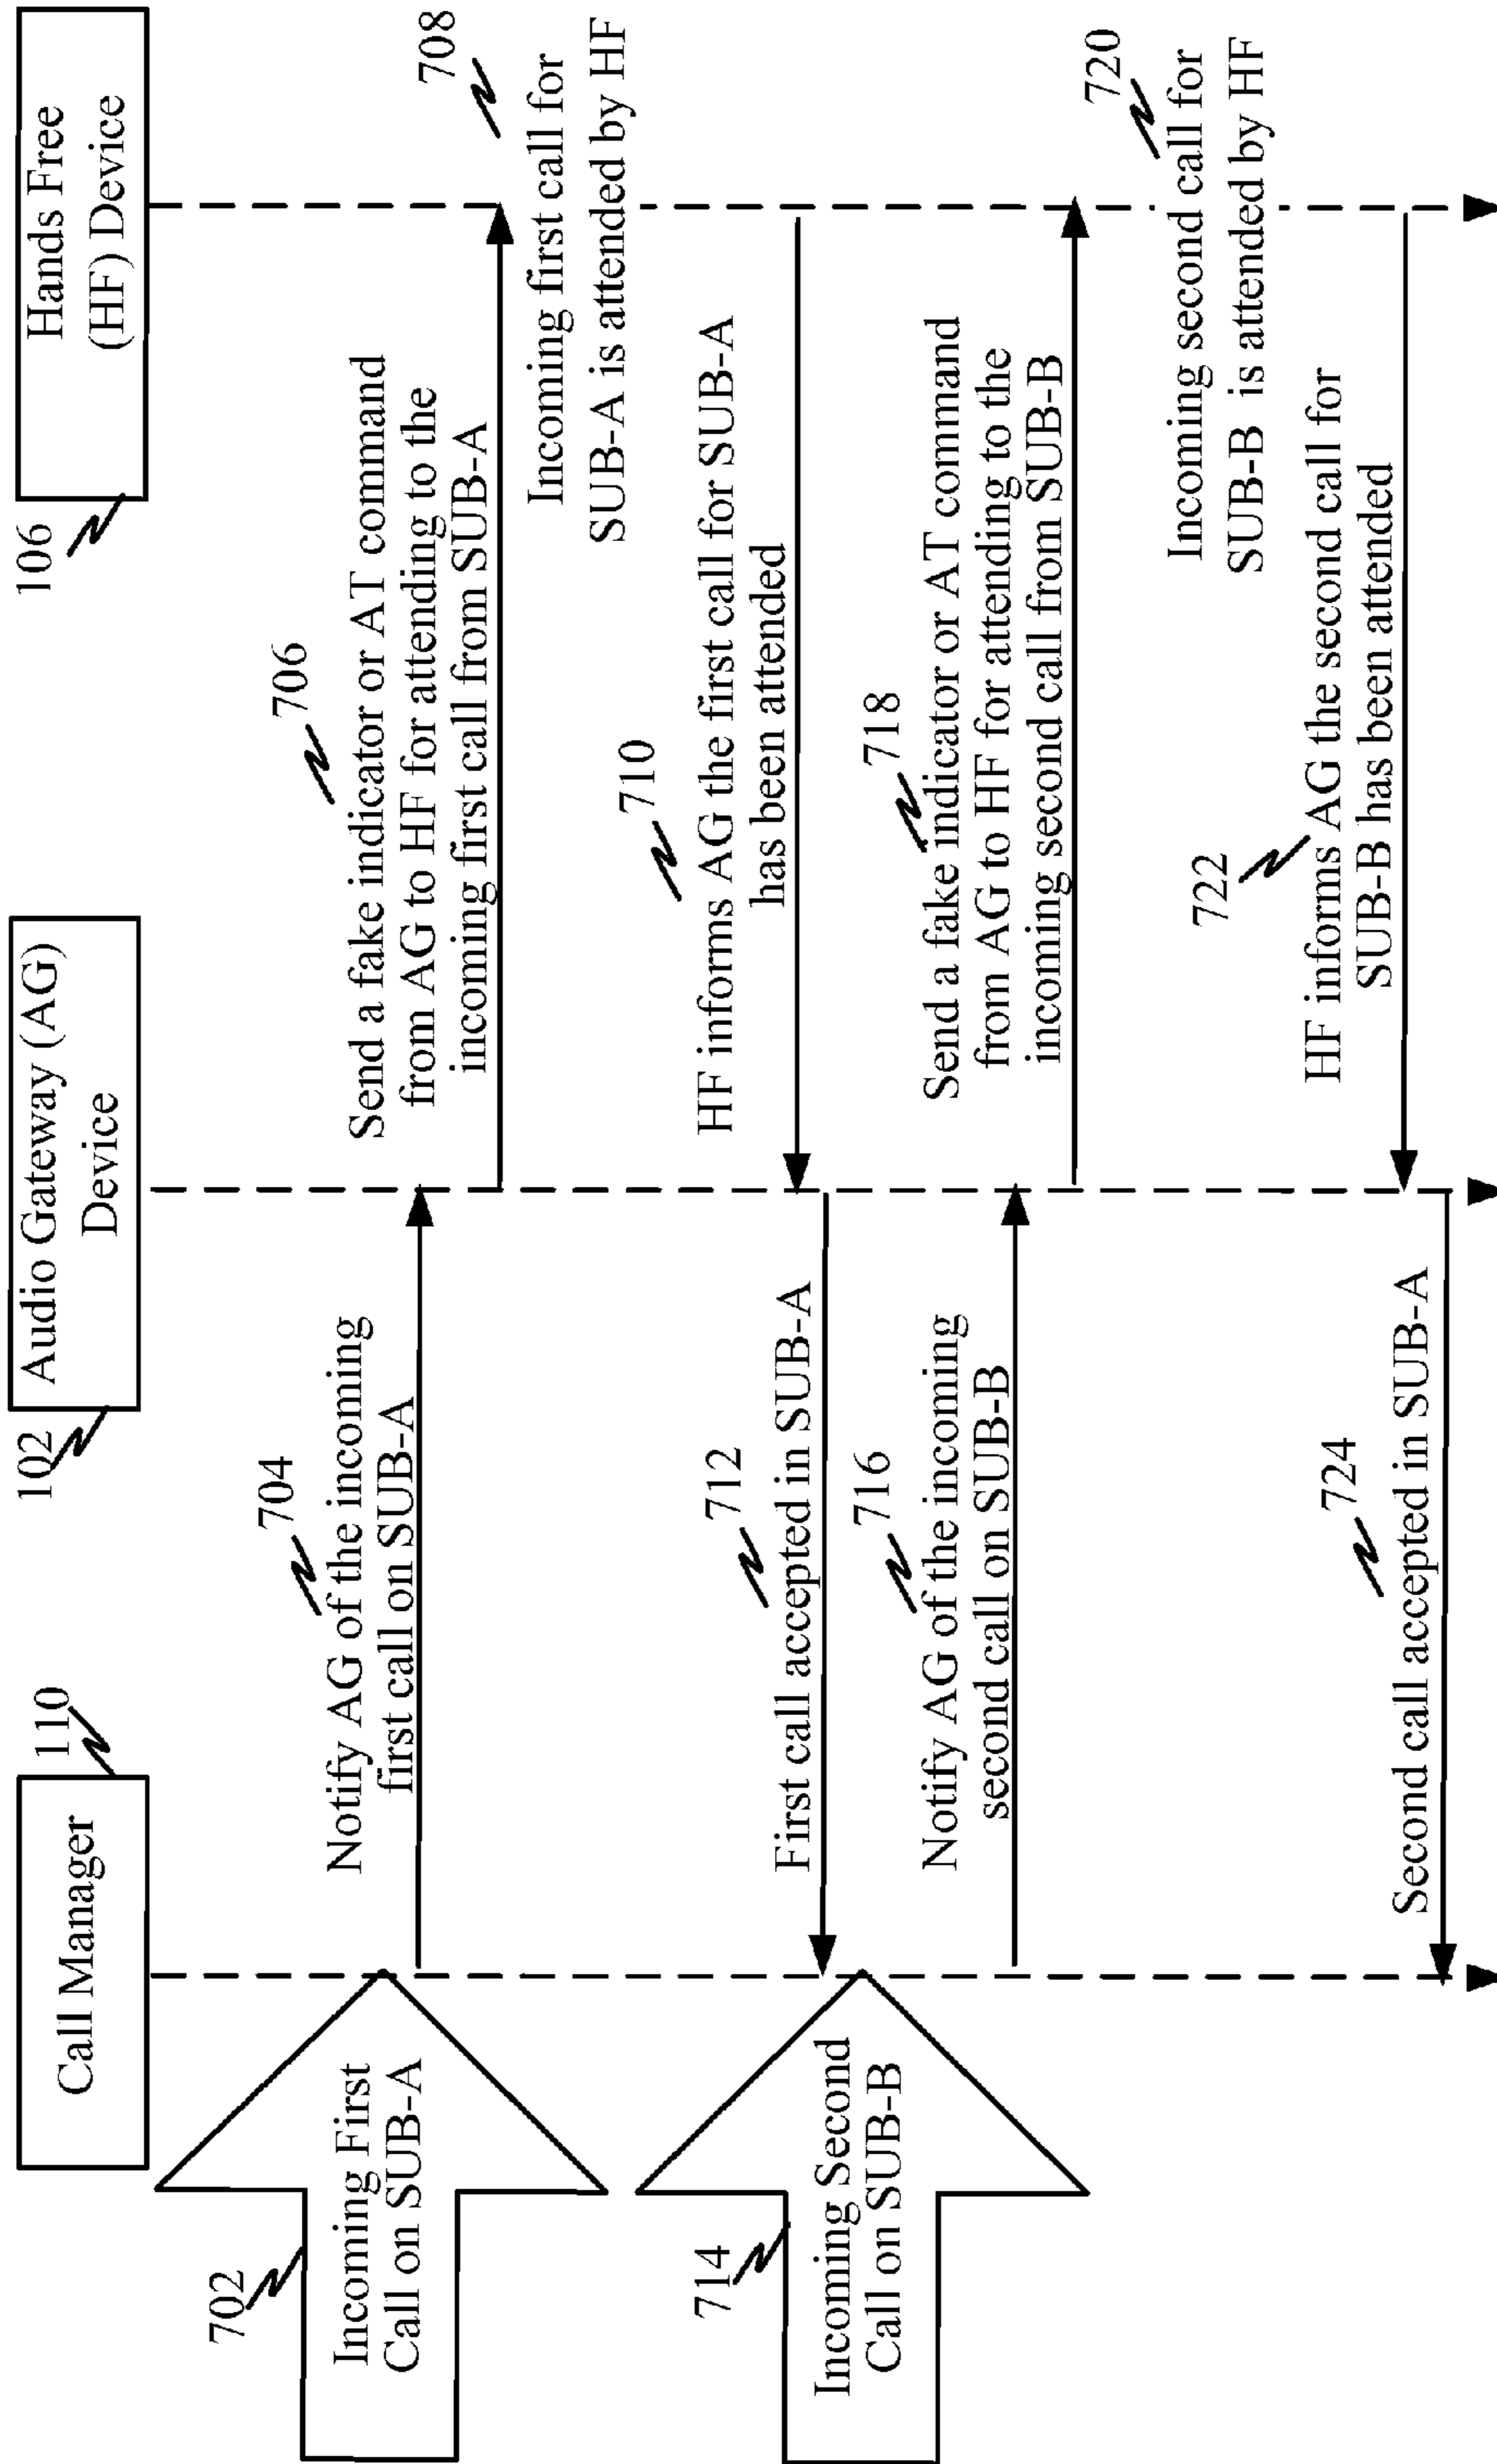 Call Manager
110
Audio Gateway (AG)
Device
102
Hands Free
(HF) Device
106
702
Incoming First
Call on SUB-A
704
Notify AG of the incoming
first call on SUB-A
706
Send a fake indicator or AT command
from AG to HF for attending to the
incoming first call from SUB-A
708
Incoming first call for
SUB-A is attended by HF
710
HF informs AG the first call for SUB-A
has been attended
712
First call accepted in SUB-A
714
Incoming Second
Call on SUB-B
716
Notify AG of the incoming
second call on SUB-B
718
Send a fake indicator or AT command
from AG to HF for attending to the
incoming second call from SUB-B
720
Incoming second call for
SUB-B is attended by HF
722
HF informs AG the second call for
SUB-B has been attended
724
Second call accepted in SUB-A